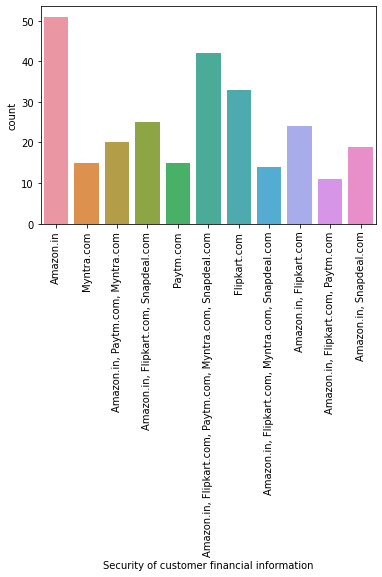 50
40
30
20
10
0
count
Amazon.in
Myntra.com
Amazon.in, Paytm.com, Myntra.com
Amazon.in, Flipkart.com, Snapdeal.com
Paytm.com
Amazon.in, Flipkart.com, Paytm.com, Myntra.com, Snapdeal.com
Flipkart.com
Amazon.in, Flipkart.com, Myntra.com, Snapdeal.com
Amazon.in, Flipkart.com
Amazon.in, Flipkart.com, Paytm.com
Amazon.in, Snapdeal.com
Security of customer financial information